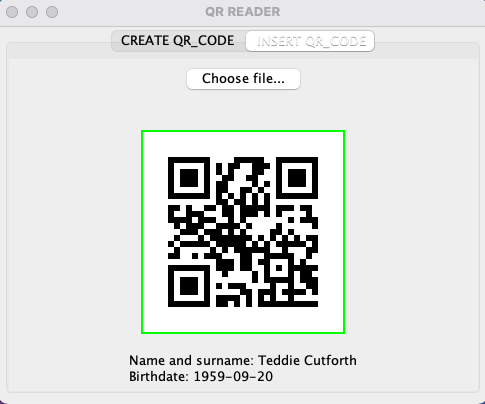 QR READER
CREATE QR_CODE
INSERT QR_CODE
Choose file...
Name and surname: Teddie Cutforth
Birthdate: 1959-09-20